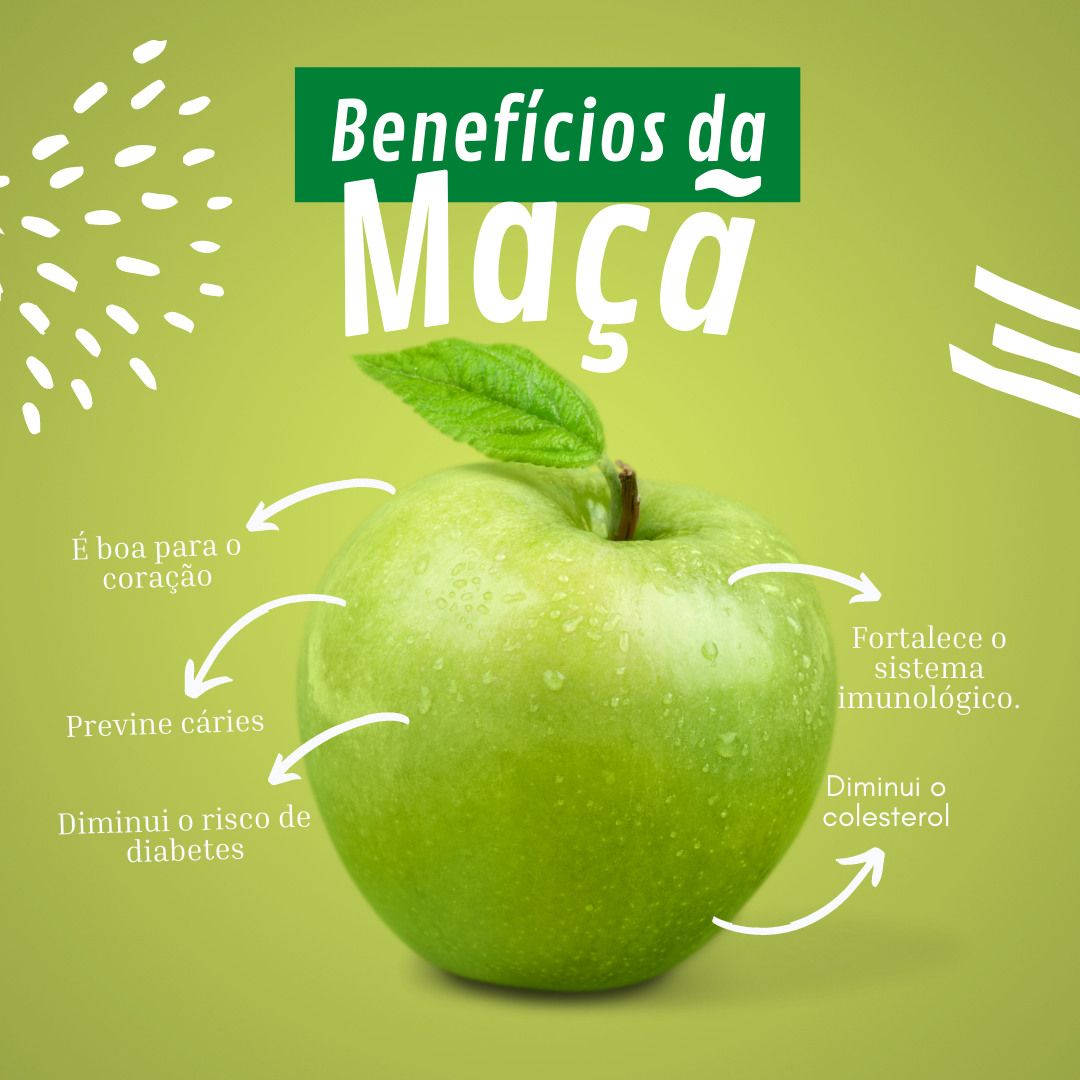 Benefícios da
Maçã
É boa para o
coração
Previne cáries
Diminui o risco de
diabetes
Fortalece o
sistema
imunológico.
Diminui o
colesterol